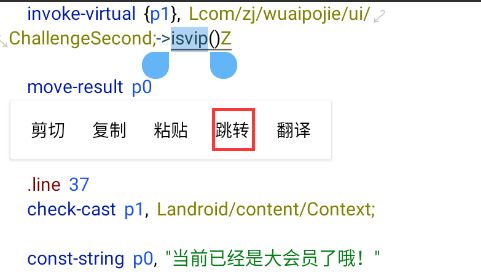 invoke-virtual {p1}, Lcom/zj/wuaipojie/ui/
ChallengeSecond;->isvip()Z
move-result p0
剪切 复制 粘贴 跳转 翻译
.line 37
check-cast p1, Landroid/content/Context;
const-string p0, "当前已经是大会员了哦！"